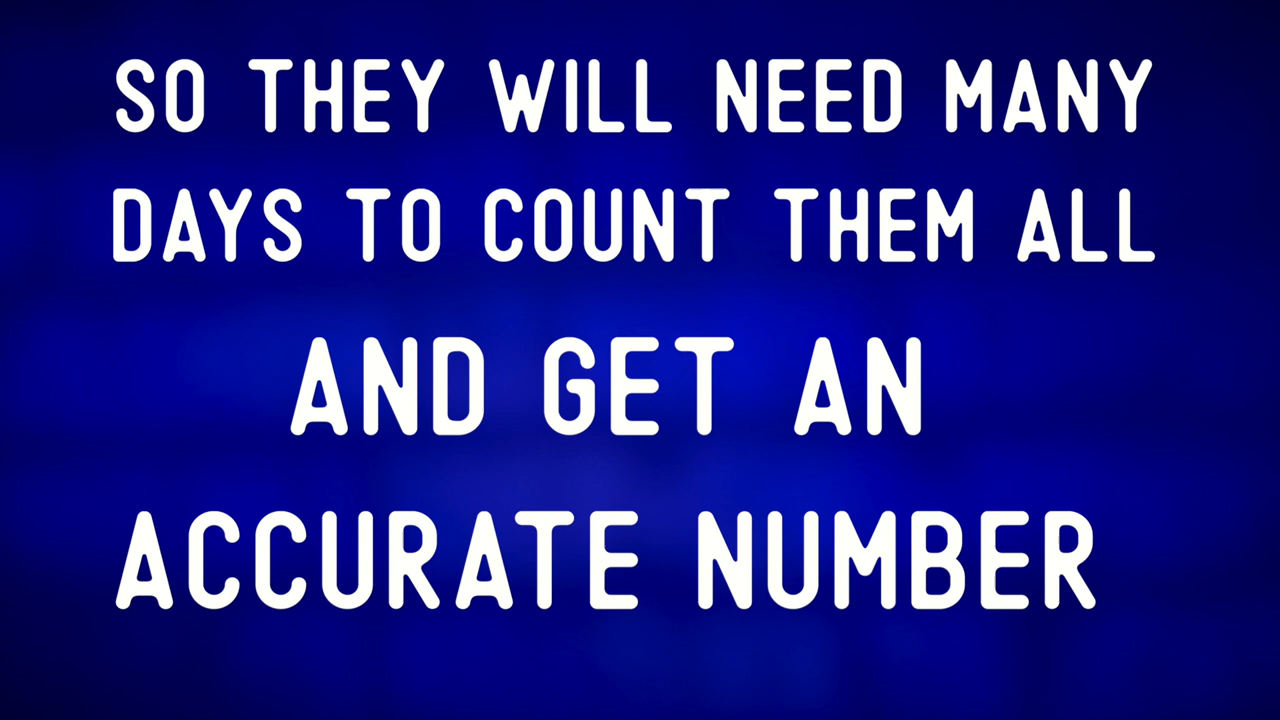 SO THEY WILL NEED MANY
DAYS TO COUNT THEM ALL
AND GET AN
ACCURATE NUMBER